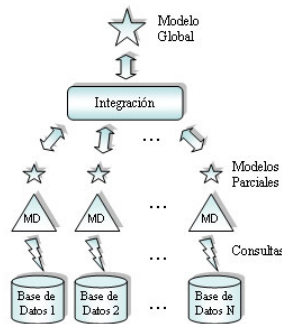 Modelo
Global
Integración
...
Modelos
Parciales
...
MD
MD
...
MD
Consultas
Base de
Datos 1
Base de
Datos 2
...
Base de
Datos N